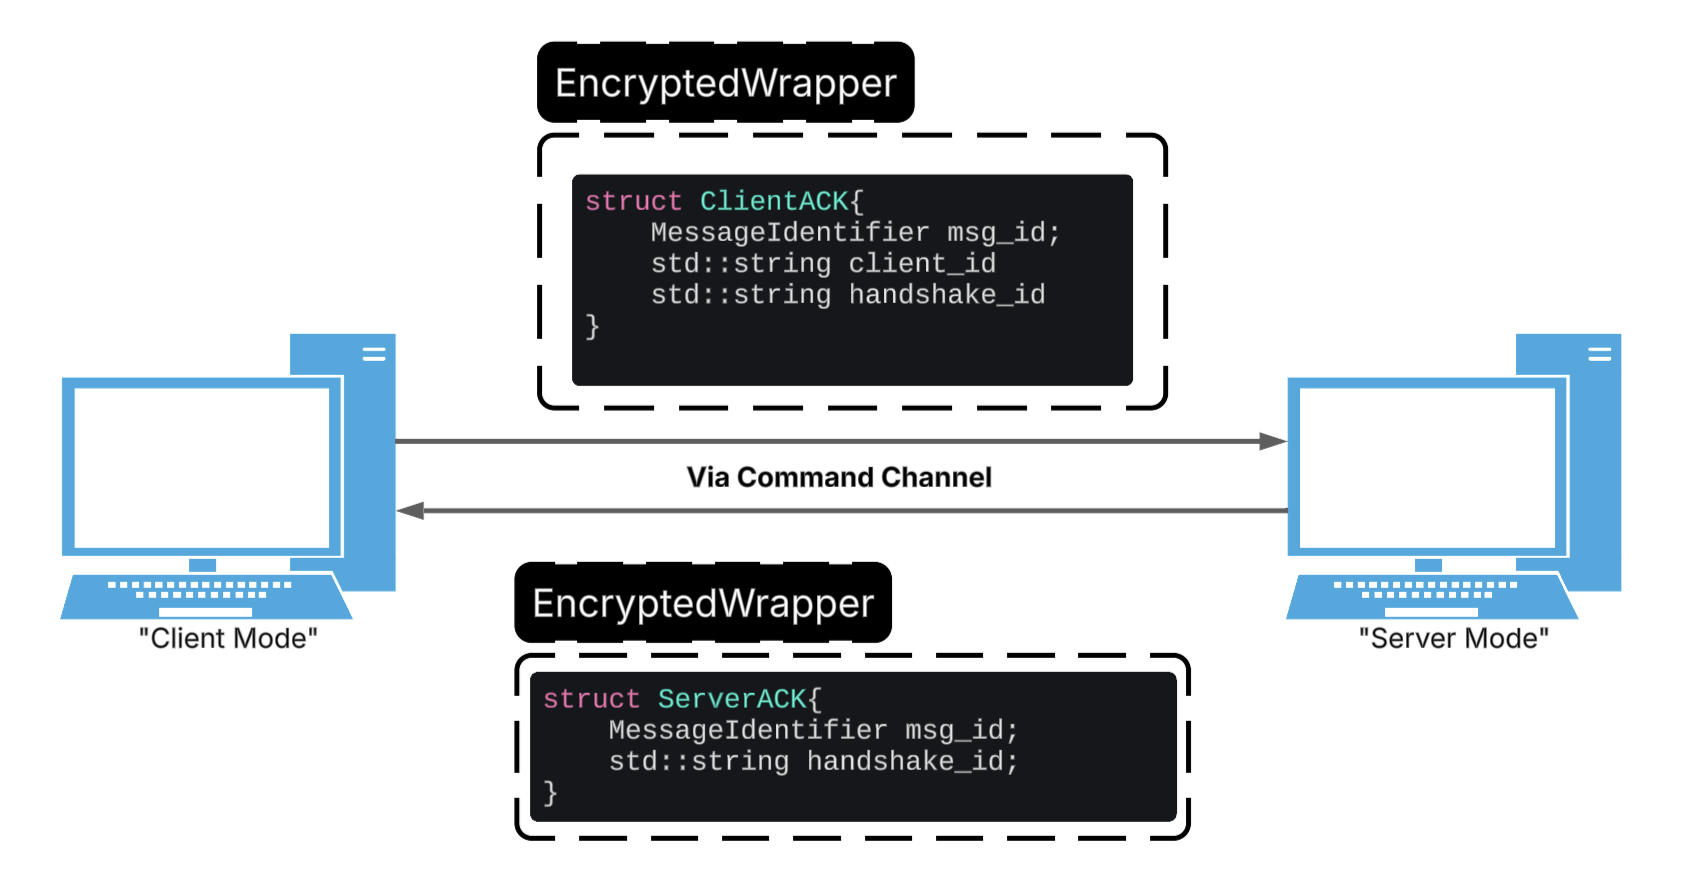 EncryptedWrapper
struct ClientACK{
    MessageIdentifier msg_id;
    std::string client_id
    std::string handshake_id
}
Via Command Channel
"Client Mode"
"Server Mode"
EncryptedWrapper
struct ServerACK{
    MessageIdentifier msg_id;
    std::string handshake_id;
}